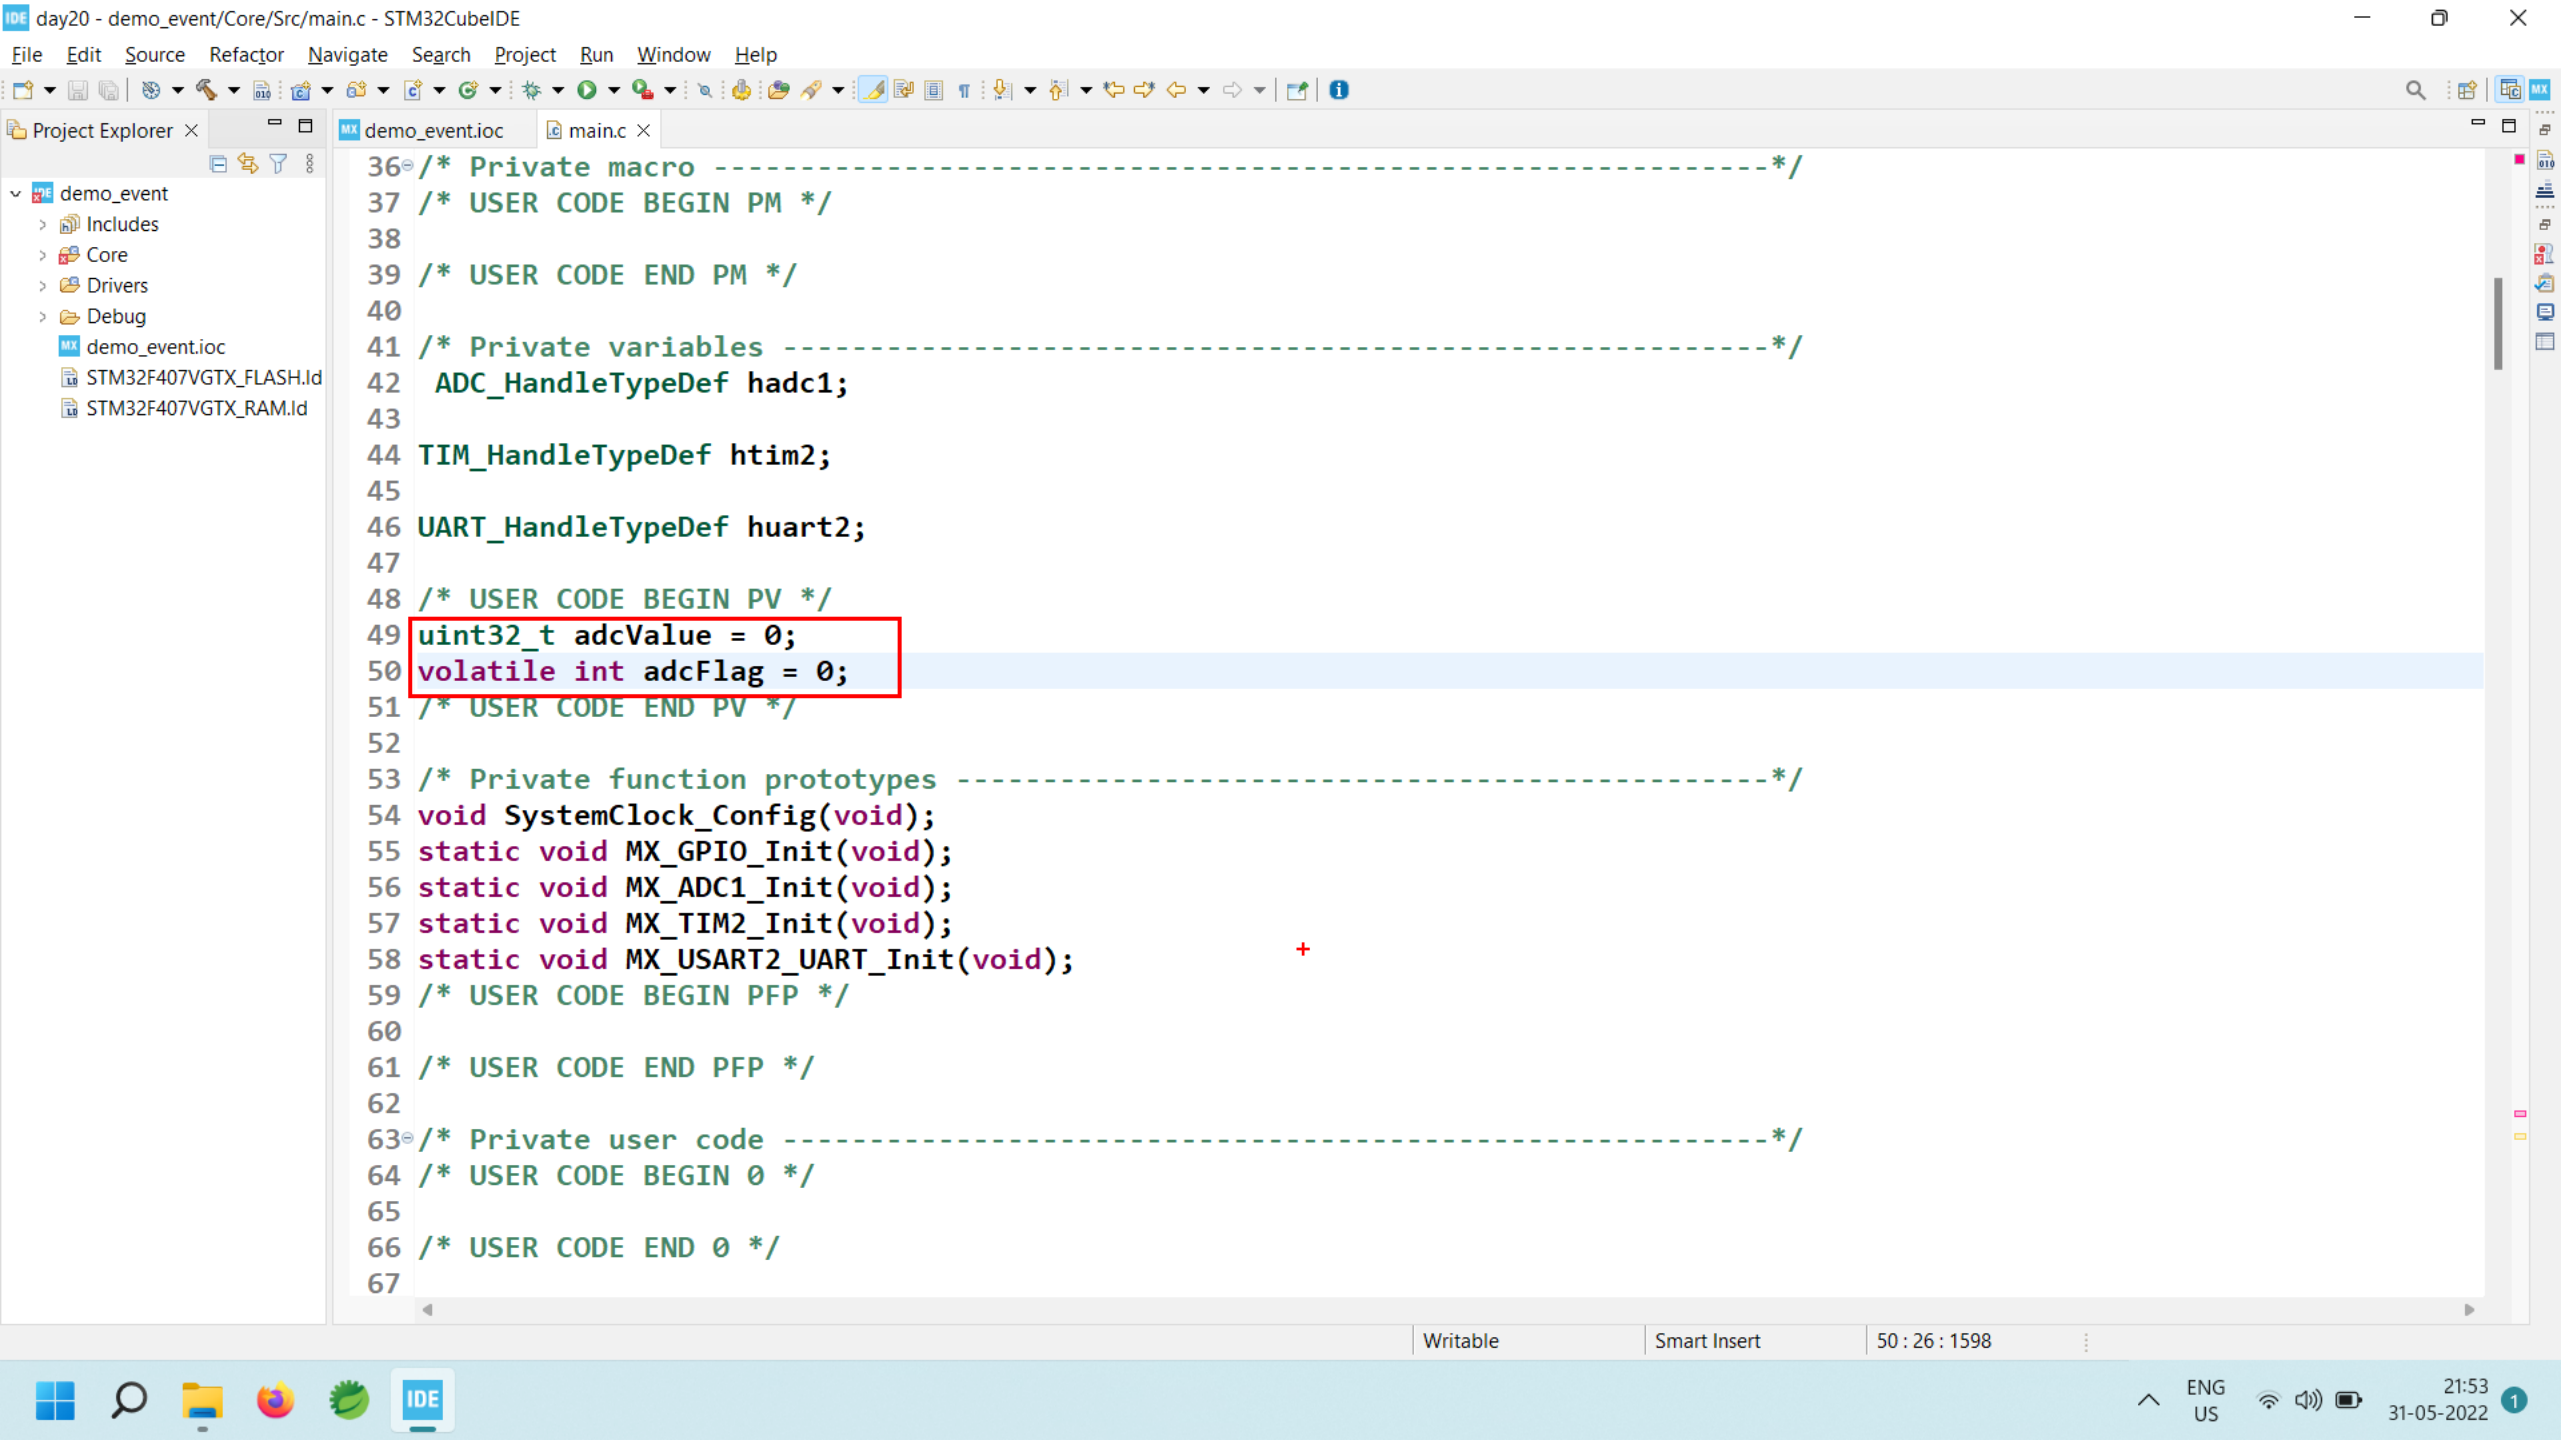 IDE day20 - demo_event/Core/Src/main.c - STM32CubeIDE
File Edit Source Refactor Navigate Search Project Run Window Help
Project Explorer
MX demo_event.ioc
main.c
demo_event
Includes
Core
Drivers
Debug
MX demo_event.ioc
STM32F407VGTX_FLASH.ld
STM32F407VGTX_RAM.ld
36 /* Private macro -------------------------------------------------------------*/
37 /* USER CODE BEGIN PM */
38
39 /* USER CODE END PM */
40
41 /* Private variables ---------------------------------------------------------*/
42 ADC_HandleTypeDef hadc1;
43
44 TIM_HandleTypeDef htim2;
45
46 UART_HandleTypeDef huart2;
47
48 /* USER CODE BEGIN PV */
49 uint32_t adcValue = 0;
50 volatile int adcFlag = 0;
51 /* USER CODE END PV */
52
53 /* Private function prototypes -----------------------------------------------*/
54 void SystemClock_Config(void);
55 static void MX_GPIO_Init(void);
56 static void MX_ADC1_Init(void);
57 static void MX_TIM2_Init(void);
58 static void MX_USART2_UART_Init(void);
59 /* USER CODE BEGIN PFP */
60
61 /* USER CODE END PFP */
62
63 /* Private user code ---------------------------------------------------------*/
64 /* USER CODE BEGIN 0 */
65
66 /* USER CODE END 0 */
67
Writable
Smart Insert
50 : 26 : 1598
IDE
ENG
US
21:53
31-05-2022
1